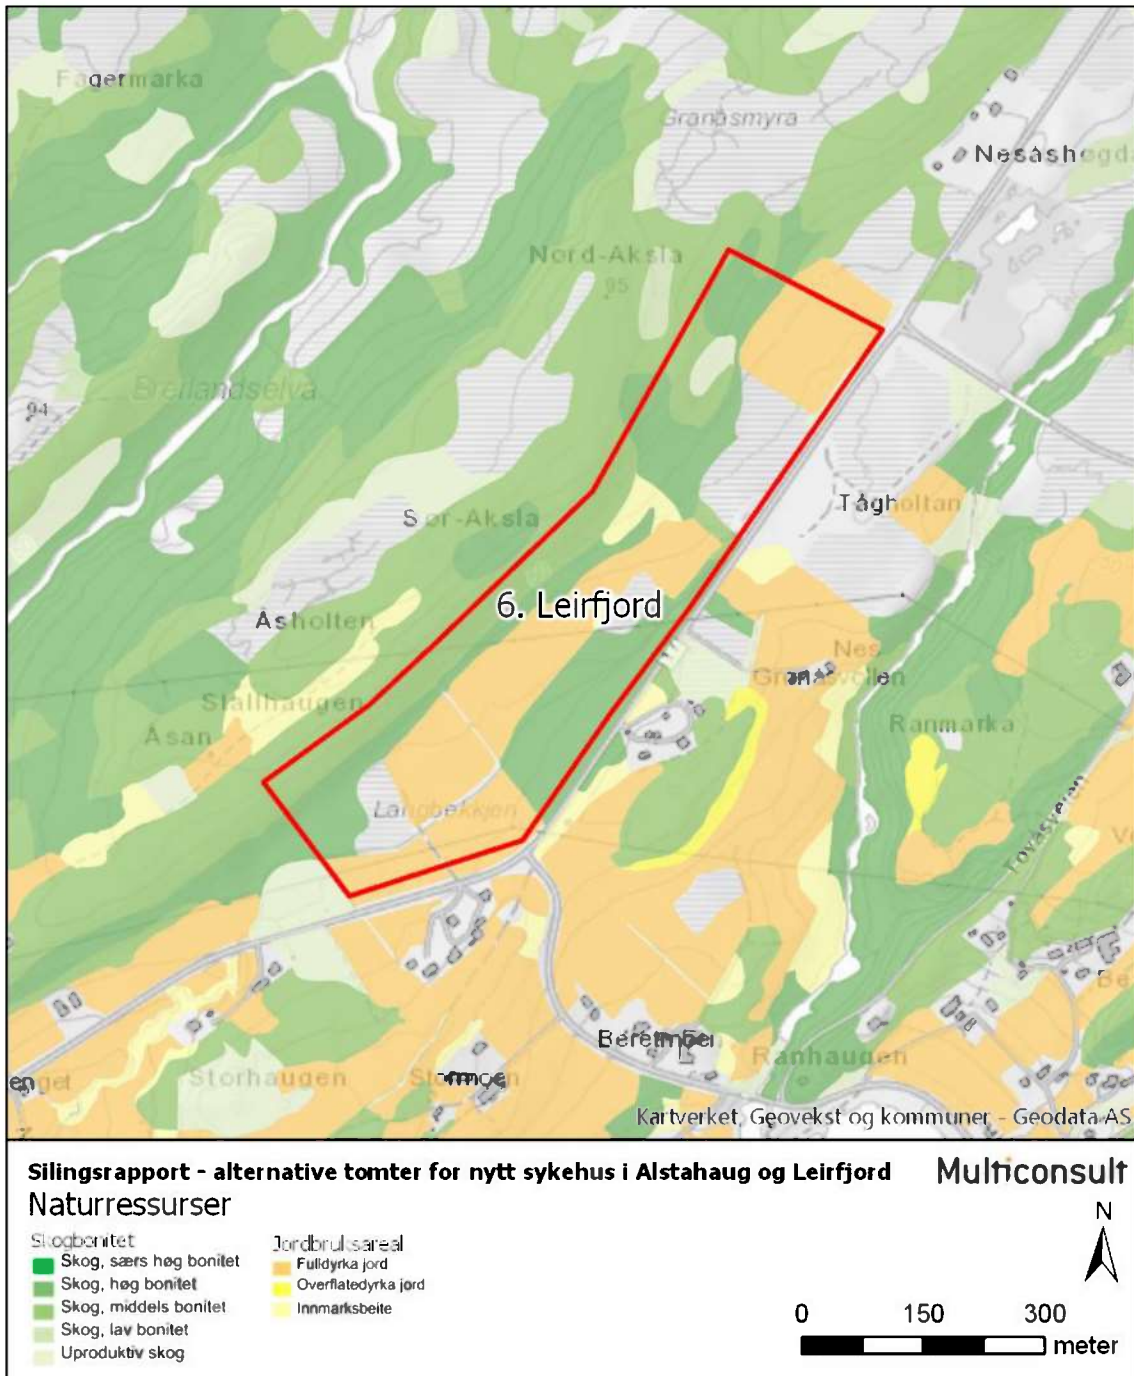 Fagermarka
Granåsmyra
Nesåshøgda
Nord-Aksla
95
Breilandselva
94
Sør-Aksla
Tågholtan
6. Leirfjord
Åsholten
Nes
Stallhaugen
Åsan
Ranmarka
Langbekkjen
Tovåsveien
Ranhaugen
Storhaugen
Kartverket, Geovekst og kommuner - Geodata AS
Silingsrapport - alternative tomter for nytt sykehus i Alstahaug og Leirfjord
Multiconsult
Naturressurser
N
Skogbonitet
Skog, særs høg bonitet
Skog, høg bonitet
Skog, middels bonitet
Skog, lav bonitet
Uproduktiv skog
Jordbruksareal
Fulldyrka jord
Overflatedyrka jord
Innmarksbeite
0 150 300
meter